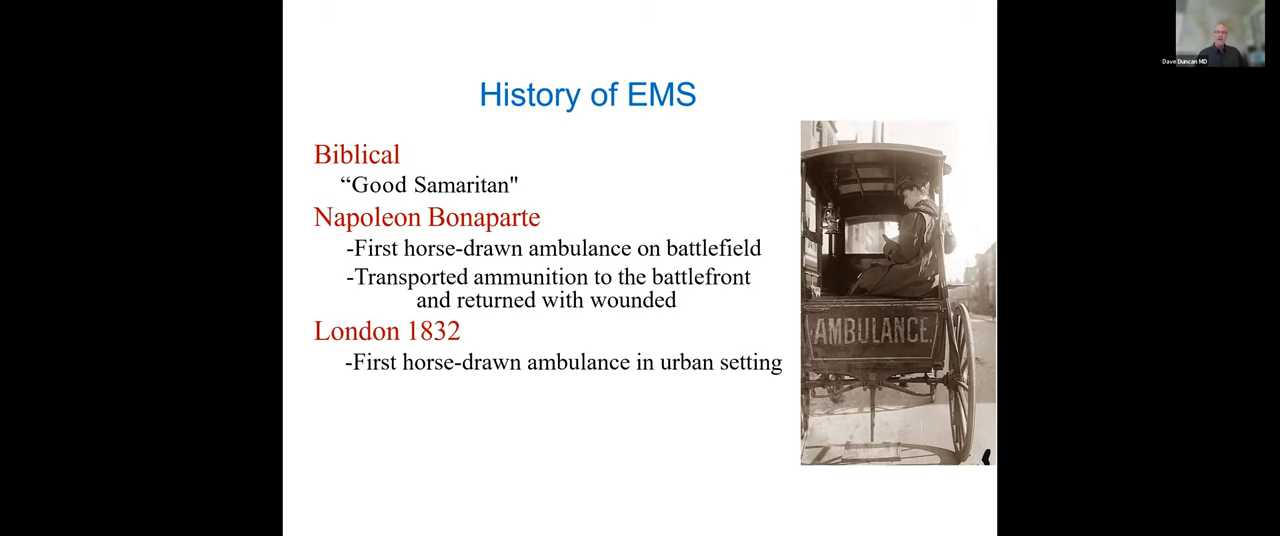 Dave Duncan MD
History of EMS
Biblical
“Good Samaritan"
Napoleon Bonaparte
-First horse-drawn ambulance on battlefield
-Transported ammunition to the battlefront
and returned with wounded
London 1832
-First horse-drawn ambulance in urban setting
AMBULANCE.